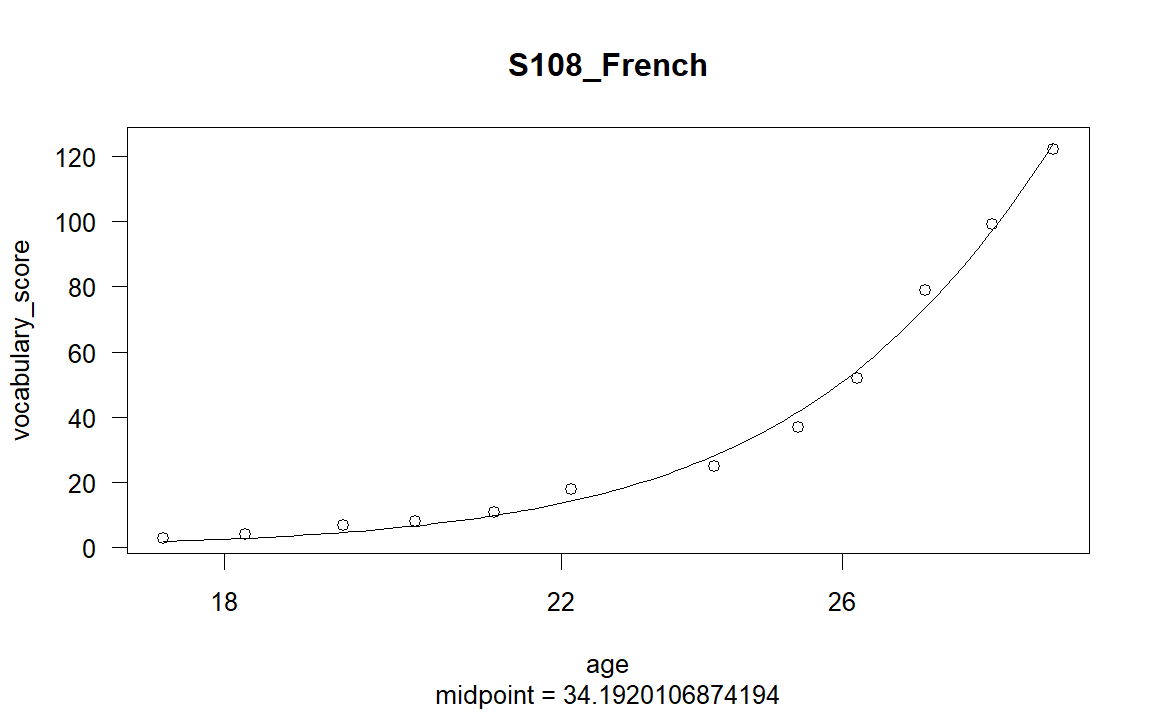 S108_French
vocabulary_score
120
100
80
60
40
20
0
18 22 26
age
midpoint = 34.1920106874194